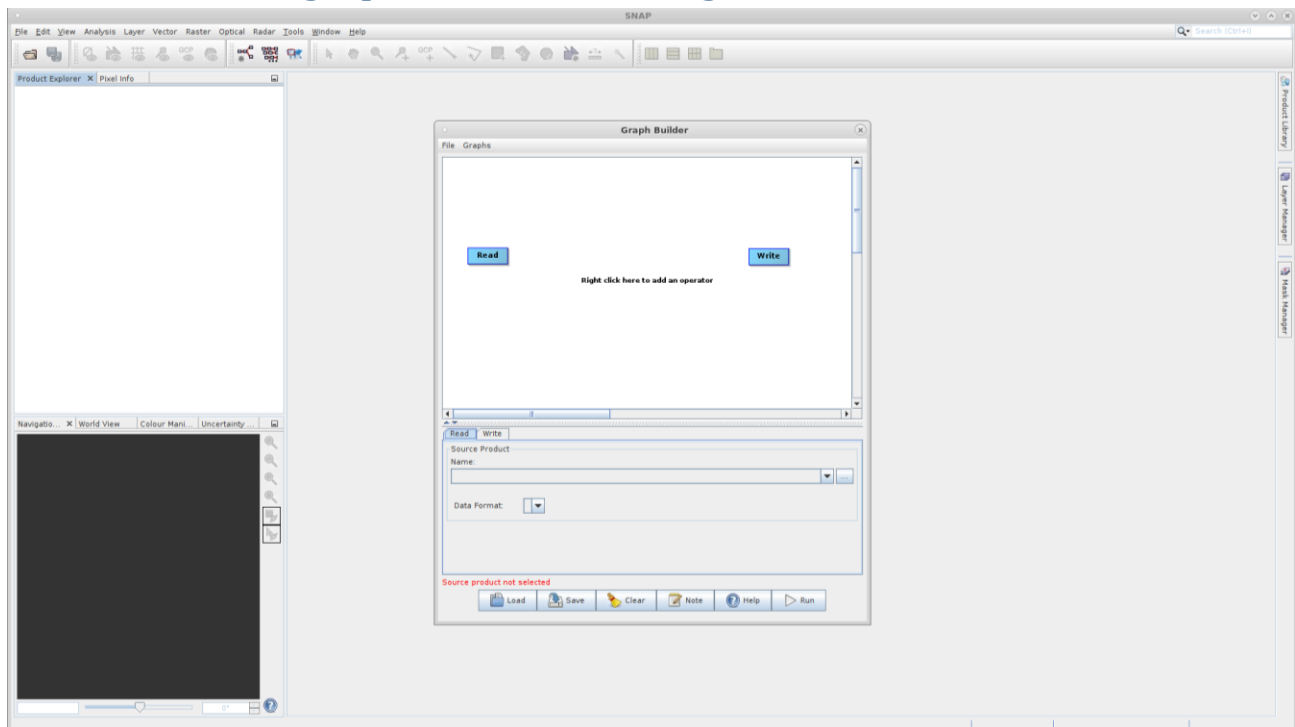 SNAP
File Edit View Analysis Layer Vector Raster Optical Radar Tools Window Help
Search (Ctrl+I)
Product Explorer Pixel Info
Product Library
Layer Manager
Mask Manager
Graph Builder
File Graphs
Read
Write
Right click here to add an operator
Navigatio... World View Colour Mani... Uncertainty ...
Read Write
Source Product
Name:
...
Data Format:
Source product not selected
Load Save Clear Note Help Run